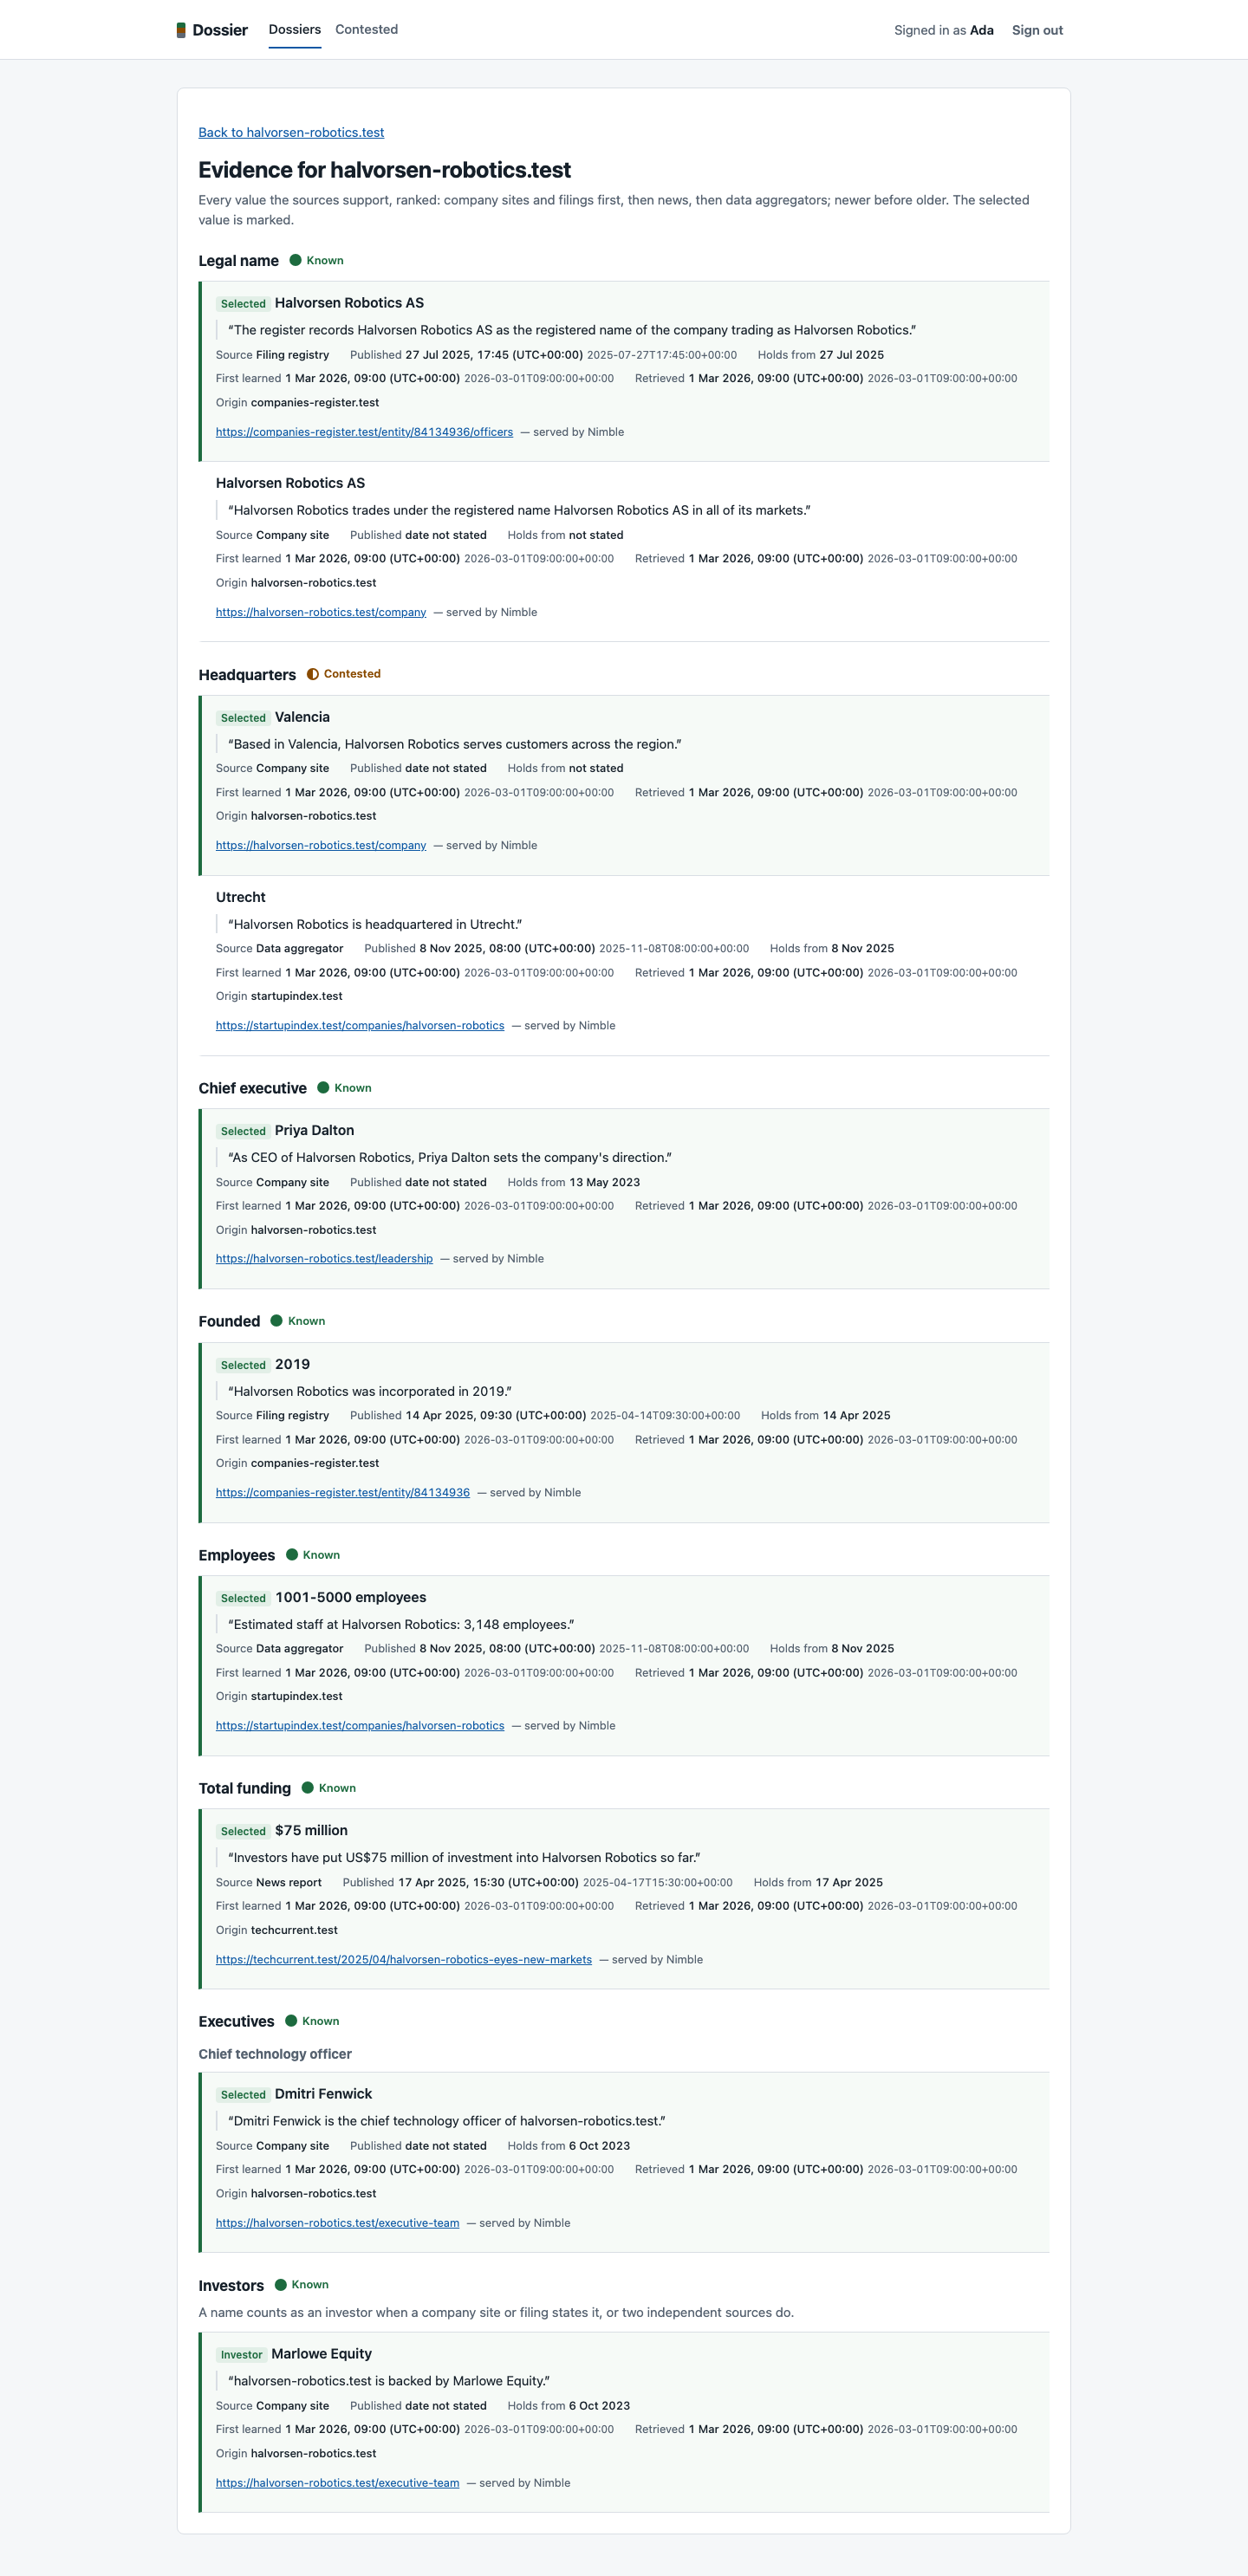 Dossier Dossiers Contested Signed in as Ada Sign out
Back to halvorsen-robotics.test
Evidence for halvorsen-robotics.test
Every value the sources support, ranked: company sites and filings first, then news, then data aggregators; newer before older. The selected
value is marked.
Legal name Known
Selected Halvorsen Robotics AS
“The register records Halvorsen Robotics AS as the registered name of the company trading as Halvorsen Robotics.”
Source Filing registry Published 27 Jul 2025, 17:45 (UTC+00:00) 2025-07-27T17:45:00+00:00 Holds from 27 Jul 2025
First learned 1 Mar 2026, 09:00 (UTC+00:00) 2026-03-01T09:00:00+00:00 Retrieved 1 Mar 2026, 09:00 (UTC+00:00) 2026-03-01T09:00:00+00:00
Origin companies-register.test
https://companies-register.test/entity/84134936/officers — served by Nimble
Halvorsen Robotics AS
“Halvorsen Robotics trades under the registered name Halvorsen Robotics AS in all of its markets.”
Source Company site Published date not stated Holds from not stated
First learned 1 Mar 2026, 09:00 (UTC+00:00) 2026-03-01T09:00:00+00:00 Retrieved 1 Mar 2026, 09:00 (UTC+00:00) 2026-03-01T09:00:00+00:00
Origin halvorsen-robotics.test
https://halvorsen-robotics.test/company — served by Nimble
Headquarters Contested
Selected Valencia
“Based in Valencia, Halvorsen Robotics serves customers across the region.”
Source Company site Published date not stated Holds from not stated
First learned 1 Mar 2026, 09:00 (UTC+00:00) 2026-03-01T09:00:00+00:00 Retrieved 1 Mar 2026, 09:00 (UTC+00:00) 2026-03-01T09:00:00+00:00
Origin halvorsen-robotics.test
https://halvorsen-robotics.test/company — served by Nimble
Utrecht
“Halvorsen Robotics is headquartered in Utrecht.”
Source Data aggregator Published 8 Nov 2025, 08:00 (UTC+00:00) 2025-11-08T08:00:00+00:00 Holds from 8 Nov 2025
First learned 1 Mar 2026, 09:00 (UTC+00:00) 2026-03-01T09:00:00+00:00 Retrieved 1 Mar 2026, 09:00 (UTC+00:00) 2026-03-01T09:00:00+00:00
Origin startupindex.test
https://startupindex.test/companies/halvorsen-robotics — served by Nimble
Chief executive Known
Selected Priya Dalton
“As CEO of Halvorsen Robotics, Priya Dalton sets the company's direction.”
Source Company site Published date not stated Holds from 13 May 2023
First learned 1 Mar 2026, 09:00 (UTC+00:00) 2026-03-01T09:00:00+00:00 Retrieved 1 Mar 2026, 09:00 (UTC+00:00) 2026-03-01T09:00:00+00:00
Origin halvorsen-robotics.test
https://halvorsen-robotics.test/leadership — served by Nimble
Founded Known
Selected 2019
“Halvorsen Robotics was incorporated in 2019.”
Source Filing registry Published 14 Apr 2025, 09:30 (UTC+00:00) 2025-04-14T09:30:00+00:00 Holds from 14 Apr 2025
First learned 1 Mar 2026, 09:00 (UTC+00:00) 2026-03-01T09:00:00+00:00 Retrieved 1 Mar 2026, 09:00 (UTC+00:00) 2026-03-01T09:00:00+00:00
Origin companies-register.test
https://companies-register.test/entity/84134936 — served by Nimble
Employees Known
Selected 1001-5000 employees
“Estimated staff at Halvorsen Robotics: 3,148 employees.”
Source Data aggregator Published 8 Nov 2025, 08:00 (UTC+00:00) 2025-11-08T08:00:00+00:00 Holds from 8 Nov 2025
First learned 1 Mar 2026, 09:00 (UTC+00:00) 2026-03-01T09:00:00+00:00 Retrieved 1 Mar 2026, 09:00 (UTC+00:00) 2026-03-01T09:00:00+00:00
Origin startupindex.test
https://startupindex.test/companies/halvorsen-robotics — served by Nimble
Total funding Known
Selected $75 million
“Investors have put US$75 million of investment into Halvorsen Robotics so far.”
Source News report Published 17 Apr 2025, 15:30 (UTC+00:00) 2025-04-17T15:30:00+00:00 Holds from 17 Apr 2025
First learned 1 Mar 2026, 09:00 (UTC+00:00) 2026-03-01T09:00:00+00:00 Retrieved 1 Mar 2026, 09:00 (UTC+00:00) 2026-03-01T09:00:00+00:00
Origin techcurrent.test
https://techcurrent.test/2025/04/halvorsen-robotics-eyes-new-markets — served by Nimble
Executives Known
Chief technology officer
Selected Dmitri Fenwick
“Dmitri Fenwick is the chief technology officer of halvorsen-robotics.test.”
Source Company site Published date not stated Holds from 6 Oct 2023
First learned 1 Mar 2026, 09:00 (UTC+00:00) 2026-03-01T09:00:00+00:00 Retrieved 1 Mar 2026, 09:00 (UTC+00:00) 2026-03-01T09:00:00+00:00
Origin halvorsen-robotics.test
https://halvorsen-robotics.test/executive-team — served by Nimble
Investors Known
A name counts as an investor when a company site or filing states it, or two independent sources do.
Investor Marlowe Equity
“halvorsen-robotics.test is backed by Marlowe Equity.”
Source Company site Published date not stated Holds from 6 Oct 2023
First learned 1 Mar 2026, 09:00 (UTC+00:00) 2026-03-01T09:00:00+00:00 Retrieved 1 Mar 2026, 09:00 (UTC+00:00) 2026-03-01T09:00:00+00:00
Origin halvorsen-robotics.test
https://halvorsen-robotics.test/executive-team — served by Nimble